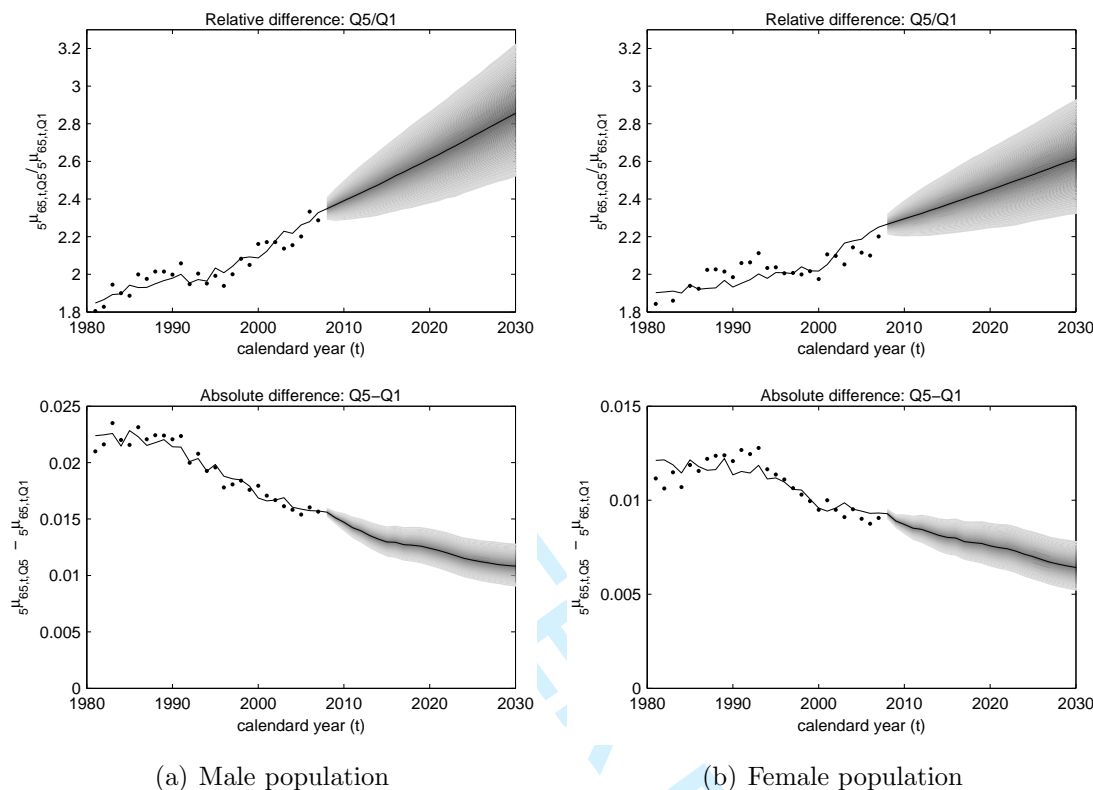 Relative difference: Q5/Q1
3.2
3
2.8
2.6
2.4
2.2
2
1.8
5μ65,t,Q5/5μ65,t,Q1
1980 1990 2000 2010 2020 2030
calendard year (t)
Relative difference: Q5/Q1
3.2
3
2.8
2.6
2.4
2.2
2
1.8
5μ65,t,Q5/5μ65,t,Q1
1980 1990 2000 2010 2020 2030
calendard year (t)
Absolute difference: Q5−Q1
0.025
0.02
0.015
0.01
0.005
0
5μ65,t,Q5 − 5μ65,t,Q1
1980 1990 2000 2010 2020 2030
calendard year (t)
Absolute difference: Q5−Q1
0.015
0.01
0.005
0
5μ65,t,Q5 − 5μ65,t,Q1
1980 1990 2000 2010 2020 2030
calendard year (t)
(a) Male population
(b) Female population